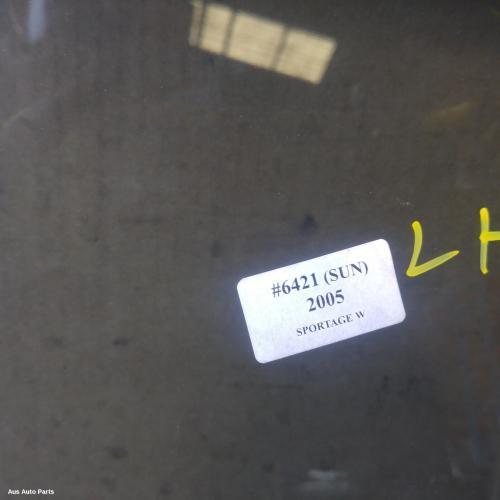 LH
#6421 (SUN)
2005
SPORTAGE W
Aus Auto Parts